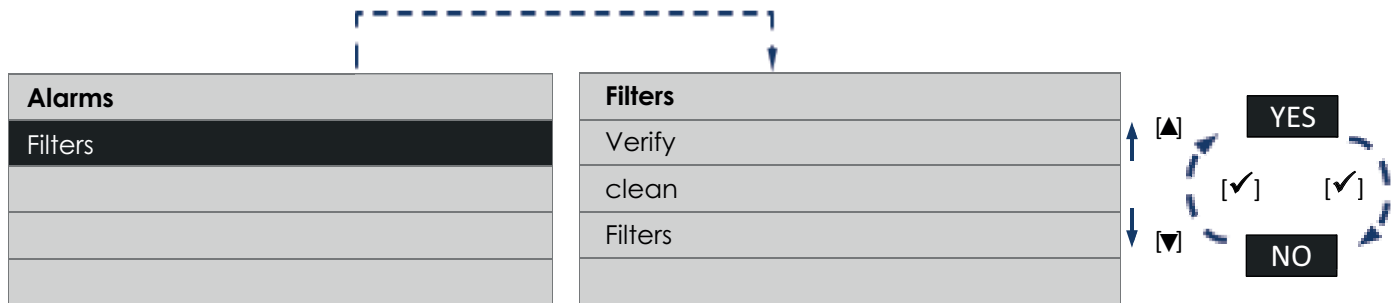 Alarms
Filters
Filters
Verify
clean
Filters
[▲]
[▼]
YES
[✓] [✓]
NO